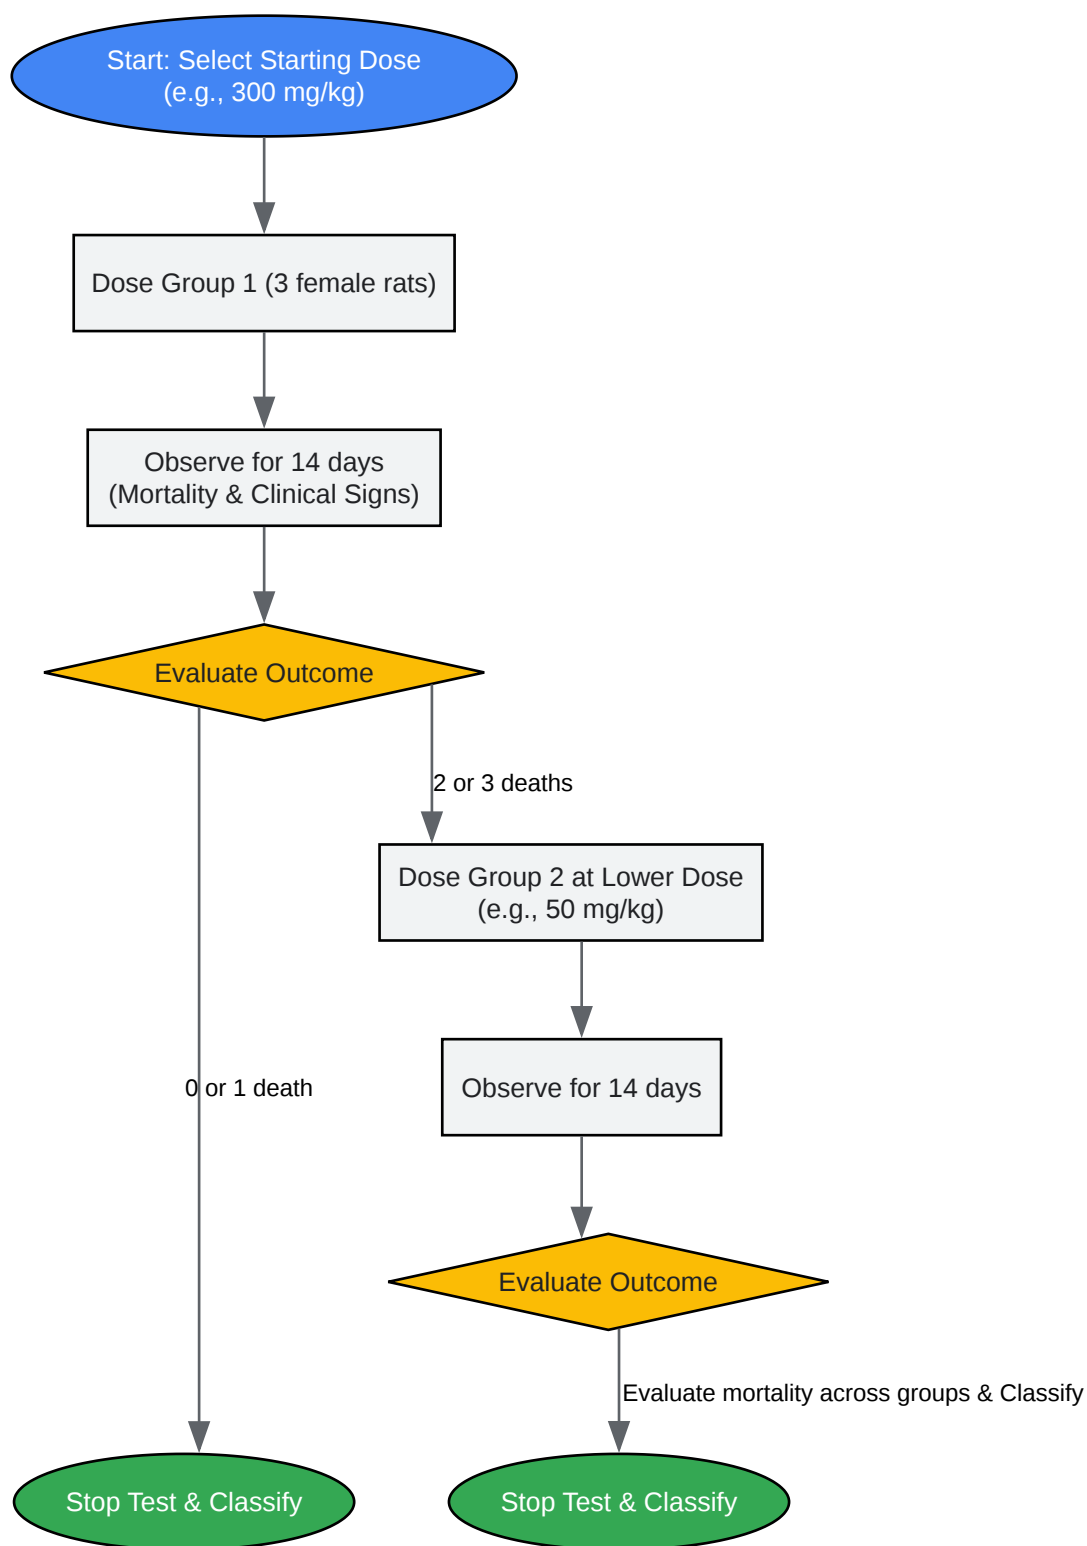 Start: Select Starting Dose
(e.g., 300 mg/kg)
Dose Group 1 (3 female rats)
Observe for 14 days
(Mortality & Clinical Signs)
Evaluate Outcome
2 or 3 deaths
Dose Group 2 at Lower Dose
(e.g., 50 mg/kg)
0 or 1 death
Observe for 14 days
Evaluate Outcome
Evaluate mortality across groups & Classify
Stop Test & Classify
Stop Test & Classify